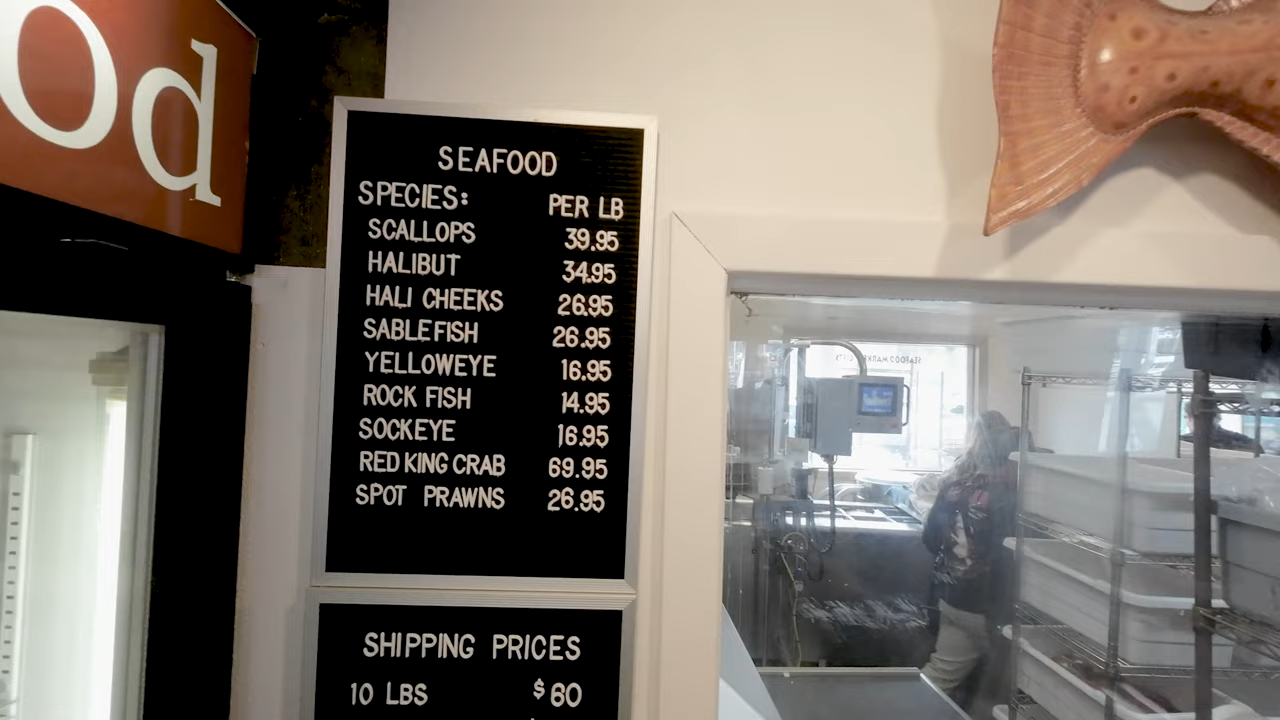 od
SEAFOOD
SPECIES: PER LB
SCALLOPS 39.95
HALIBUT 34.95
HALI CHEEKS 26.95
SABLEFISH 26.95
YELLOWEYE 16.95
ROCK FISH 14.95
SOCKEYE 16.95
RED KING CRAB 69.95
SPOT PRAWNS 26.95
SHIPPING PRICES
10 LBS $60
SEAFOOD MARKET